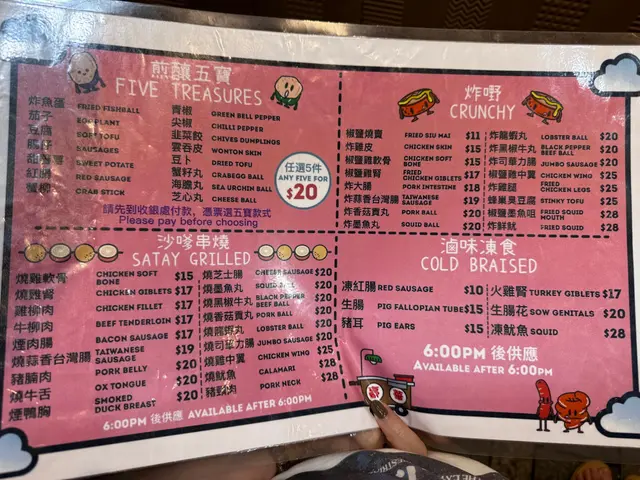 煎釀五寶
FIVE TREASURES
炸魚蛋 FRIED FISHBALL
茄子 EGG PLANT
豆腐 SOFT TOFU
腸仔 SAUSAGES
甜番薯 SWEET POTATO
紅腸 RED SAUSAGE
蟹柳 CRAB STICK
青椒 GREEN BELL PEPPER
尖椒 CHILLI PEPPER
韭菜餃 CHIVES DUMPLINGS
雲吞皮 WONTON SKIN
豆卜 DRIED TOFU
蟹籽丸 CRABEGG BALL
海膽丸 SEA URCHIN BALL
芝心丸 CHEESE BALL
任選5件
ANY FIVE FOR
$20
請先到收銀處付款，憑票選五寶款式
Please pay before choosing
炸嘢
CRUNCHY
椒鹽燒賣 FRIED SIU MAI $11
炸雞皮 CHICKEN SKIN $15
椒鹽雞軟骨 CHICKEN SOFT BONE $15
椒鹽雞腎 FRIED CHICKEN GIBLETS $17
炸大腸 PORK INTESTINE $18
炸蒜香台灣腸 TAIWANESE SAUSAGE $19
炸香菇貢丸 PORK BALL $20
炸墨魚丸 SQUID BALL $20
炸龍蝦丸 LOBSTER BALL $20
炸黑椒牛丸 BLACK PEPPER BEEF BALL $20
炸司華力腸 JUMBO SAUSAGE $20
椒鹽雞中翼 CHICKEN WING $25
炸雞髀 FRIED CHICKEN LEGS $25
蜂巢臭豆腐 STINKY TOFU $25
椒鹽墨魚咀 FRIED SQUID MOUTH $28
炸鮮魷 FRIED SQUID $28
沙嗲串燒
SATAY GRILLED
燒雞軟骨 CHICKEN SOFT BONE $15
燒雞腎 CHICKEN GIBLETS $17
雞柳肉 CHICKEN FILLET $17
牛柳肉 BEEF TENDERLOIN $17
煙肉腸 BACON SAUSAGE $17
燒蒜香台灣腸 TAIWANESE SAUSAGE $19
豬腩肉 PORK BELLY $20
燒牛舌 OX TONGUE $20
煙鴨胸 SMOKED DUCK BREAST $20
燒芝士腸 CHEESE SAUSAGE $20
燒墨魚丸 SQUID BALL $20
燒黑椒牛丸 BLACK PEPPER BEEF BALL $20
燒香菇貢丸 PORK BALL $20
燒龍蝦丸 LOBSTER BALL $20
燒司華力腸 JUMBO SAUSAGE $20
燒雞中翼 CHICKEN WING $25
燒魷魚 CALAMARI $28
豬頸肉 PORK NECK $28
6:00PM 後供應 AVAILABLE AFTER 6:00PM
滷味凍食
COLD BRAISED
凍紅腸 RED SAUSAGE $10
生腸 PIG FALLOPIAN TUBE $15
豬耳 PIG EARS $15
火雞腎 TURKEY GIBLETS $17
生腸花 SOW GENITALS $20
凍魷魚 SQUID $28
6:00PM 後供應
AVAILABLE AFTER 6:00PM